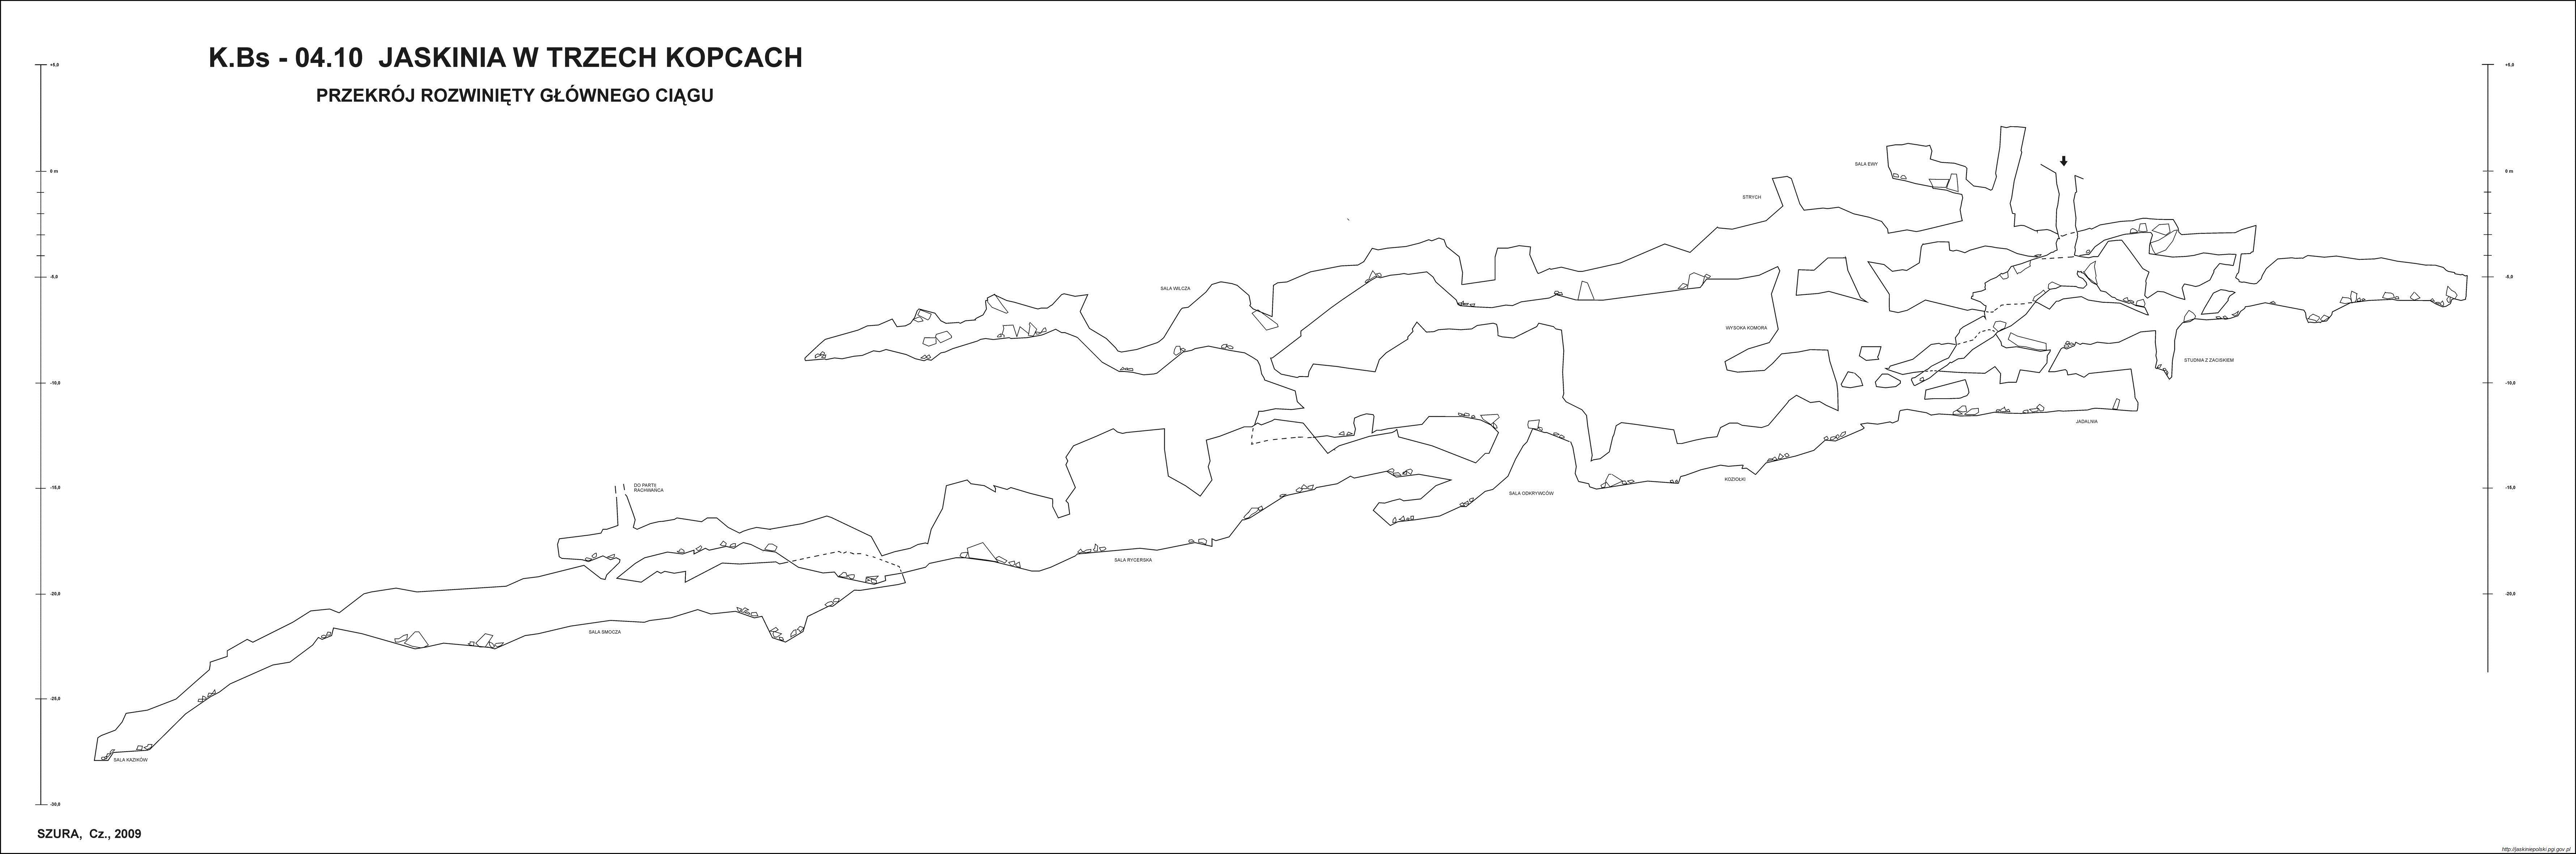 K.Bs - 04.10 JASKINIA W TRZECH KOPCACH
PRZEKRÓJ ROZWINIĘTY GŁÓWNEGO CIĄGU
+5,0
0 m
-5,0
-10,0
-15,0
-20,0
-25,0
-30,0
+5,0
0 m
-5,0
-10,0
-15,0
-20,0
SALA EWY
STRYCH
SALA WILCZA
WYSOKA KOMORA
STUDNIA Z ZACISKIEM
JADALNIA
KOZIOŁKI
SALA ODKRYWCÓW
DO PARTII
RACHWAŃCA
SALA RYCERSKA
SALA SMOCZA
SALA KAZIKÓW
SZURA, Cz., 2009
http://jaskiniepolski.pgi.gov.pl